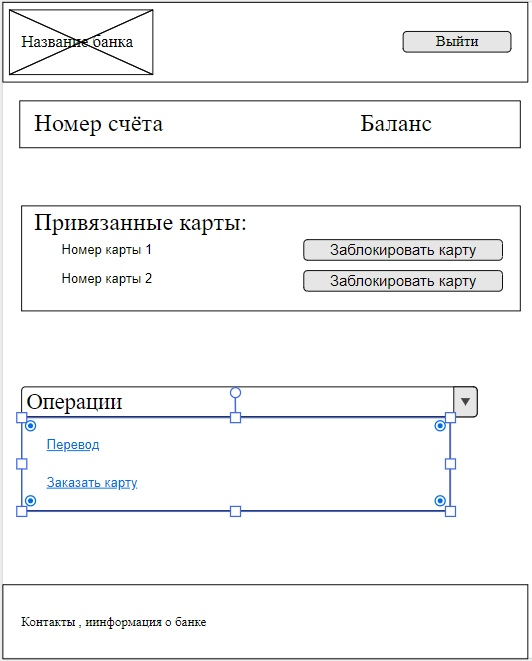 Название банка
Выйти
Номер счёта Баланс
Привязанные карты:
Номер карты 1 Заблокировать карту
Номер карты 2 Заблокировать карту
Операции
Перевод
Заказать карту
Контакты , иинформация о банке